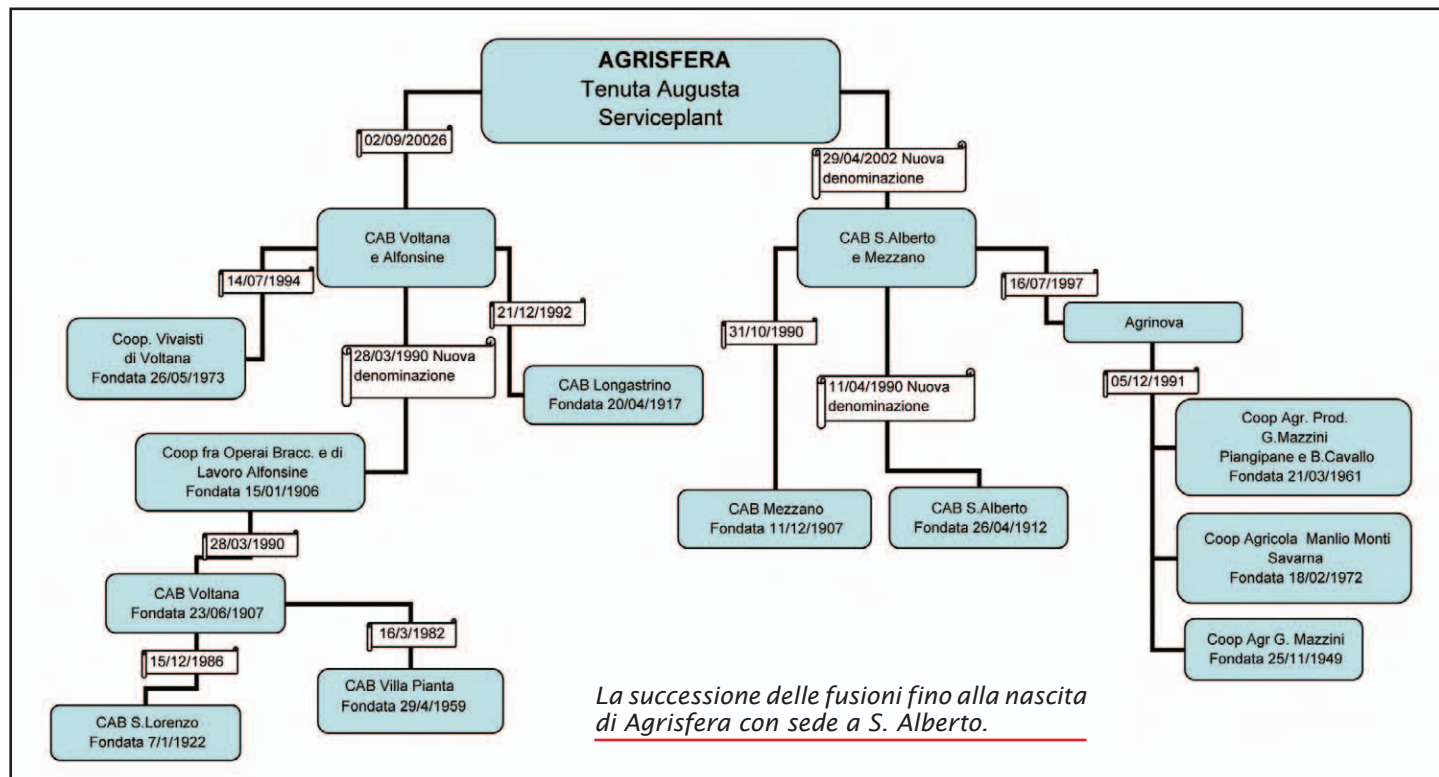 AGRISFERA
Tenuta Augusta
Serviceplant
02/09/20026
29/04/2002 Nuova
denominazione
CAB Voltana
e Alfonsine
CAB S.Alberto
e Mezzano
14/07/1994
21/12/1992
28/03/1990 Nuova
denominazione
31/10/1990
16/07/1997
11/04/1990 Nuova
denominazione
Agrinova
05/12/1991
Coop. Vivaisti
di Voltana
Fondata 26/05/1973
CAB Longastrino
Fondata 20/04/1917
Coop fra Operai Bracc. e di
Lavoro Alfonsine
Fondata 15/01/1906
CAB Mezzano
Fondata 11/12/1907
CAB S.Alberto
Fondata 26/04/1912
Coop Agr. Prod.
G.Mazzini
Piangipane e B.Cavallo
Fondata 21/03/1961
Coop Agricola Manlio Monti
Savarna
Fondata 18/02/1972
Coop Agr G. Mazzini
Fondata 25/11/1949
28/03/1990
CAB Voltana
Fondata 23/06/1907
16/3/1982
15/12/1986
CAB Villa Pianta
Fondata 29/4/1959
CAB S.Lorenzo
Fondata 7/1/1922
La successione delle fusioni fino alla nascita
di Agrisfera con sede a S. Alberto.